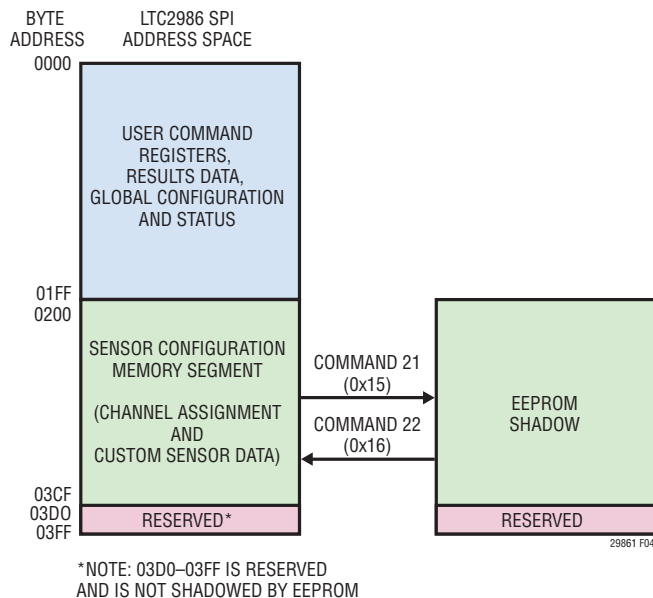 BYTE
ADDRESS
LTC2986 SPI
ADDRESS SPACE
0000
USER COMMAND
REGISTERS,
RESULTS DATA,
GLOBAL CONFIGURATION
AND STATUS
01FF
0200
SENSOR CONFIGURATION
MEMORY SEGMENT
(CHANNEL ASSIGNMENT
AND
CUSTOM SENSOR DATA)
03CF
03D0
03FF
RESERVED*
COMMAND 21
(0x15)
COMMAND 22
(0x16)
EEPROM
SHADOW
RESERVED
29861 F04
*NOTE: 03D0–03FF IS RESERVED
AND IS NOT SHADOWED BY EEPROM